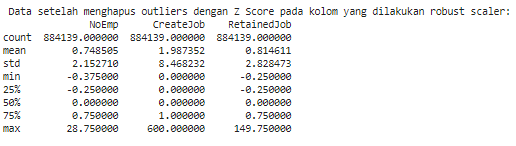 Data setelah menghapus outliers dengan Z Score pada kolom yang dilakukan robust scaler:
NoEmp CreateJob RetainedJob
count 884139.000000 884139.000000 884139.000000
mean 0.748505 1.987352 0.814611
std 2.152710 8.468232 2.828473
min -0.375000 0.000000 -0.250000
25% -0.250000 0.000000 -0.250000
50% 0.000000 0.000000 0.000000
75% 0.750000 1.000000 0.750000
max 28.750000 600.000000 149.750000